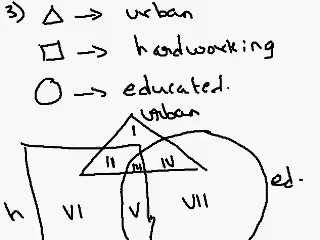 3) △ → urban
□ → hardworking
○ → educated.
urban
I
II III IV
ed.
h VI V VII